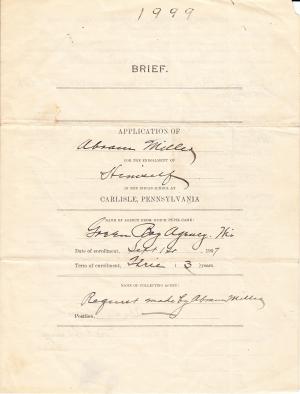 1999
BRIEF.
APPLICATION OF
Abram Miller
FOR THE ENROLLMENT OF
Himself
IN THE INDIAN SCHOOL AT
CARLISLE, PENNSYLVANIA
NAME OF AGENCY FROM WHICH PUPIL CAME:
Green Bay Agency, Wis
Date of enrollment, Sept 190 7
Term of enrollment, Three : 3 ) years.
NAME OF COLLECTING AGENT:
Request made by Abram Miller
Position,